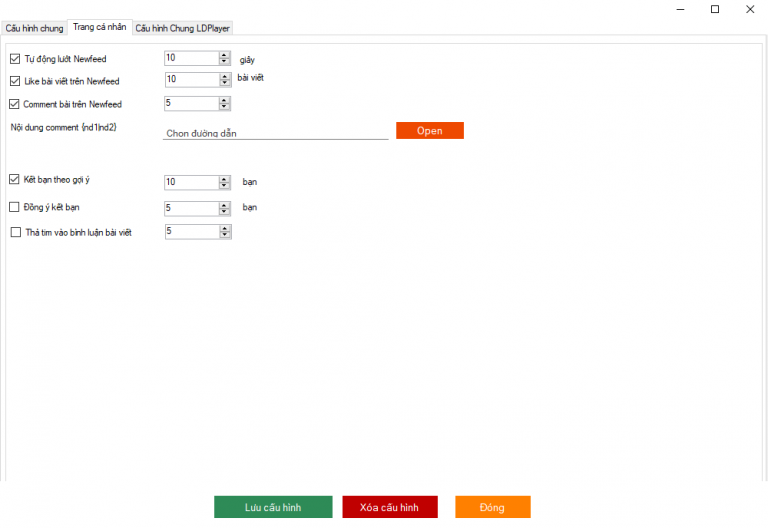 Cấu hình chung Trang cá nhân Cấu hình Chung LDPlayer
Tự động lướt Newfeed 10 giây
Like bài viết trên Newfeed 10 bài viết
Comment bài trên Newfeed 5
Nội dung comment {nd1|nd2} Chọn đường dẫn Open
Kết bạn theo gợi ý 10 bạn
Đồng ý kết bạn 5 bạn
Thả tim vào bình luận bài viết 5
Lưu cấu hình Xóa cấu hình Đóng